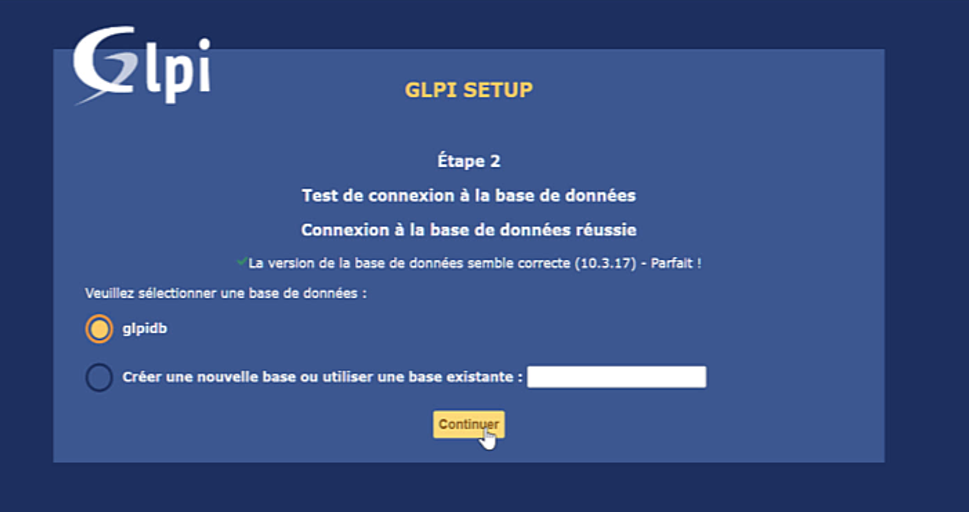 Glpi
GLPI SETUP
Étape 2
Test de connexion à la base de données
Connexion à la base de données réussie
La version de la base de données semble correcte (10.3.17) - Parfait !
Veuillez sélectionner une base de données :
glpidb
Créer une nouvelle base ou utiliser une base existante :
Continuer